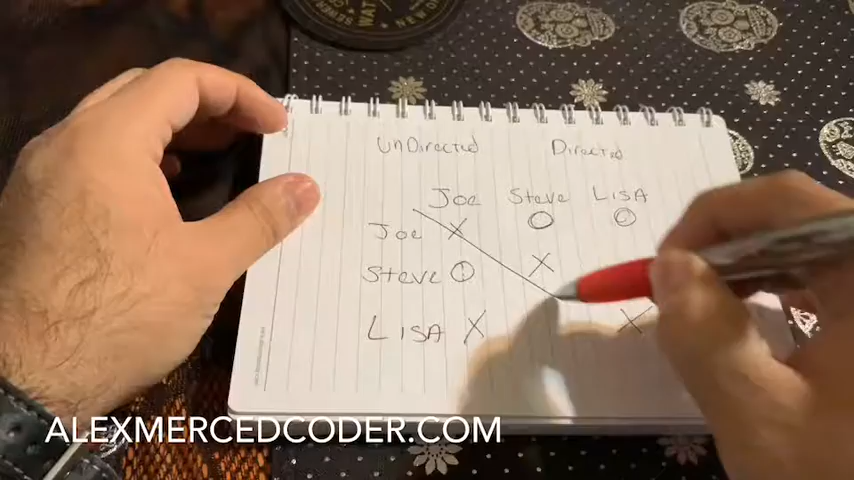 UnDirected Directed
Joe Steve LISA
Joe X O O
Steve O X
LISA X X
ALEXMERCEDCODER.COM